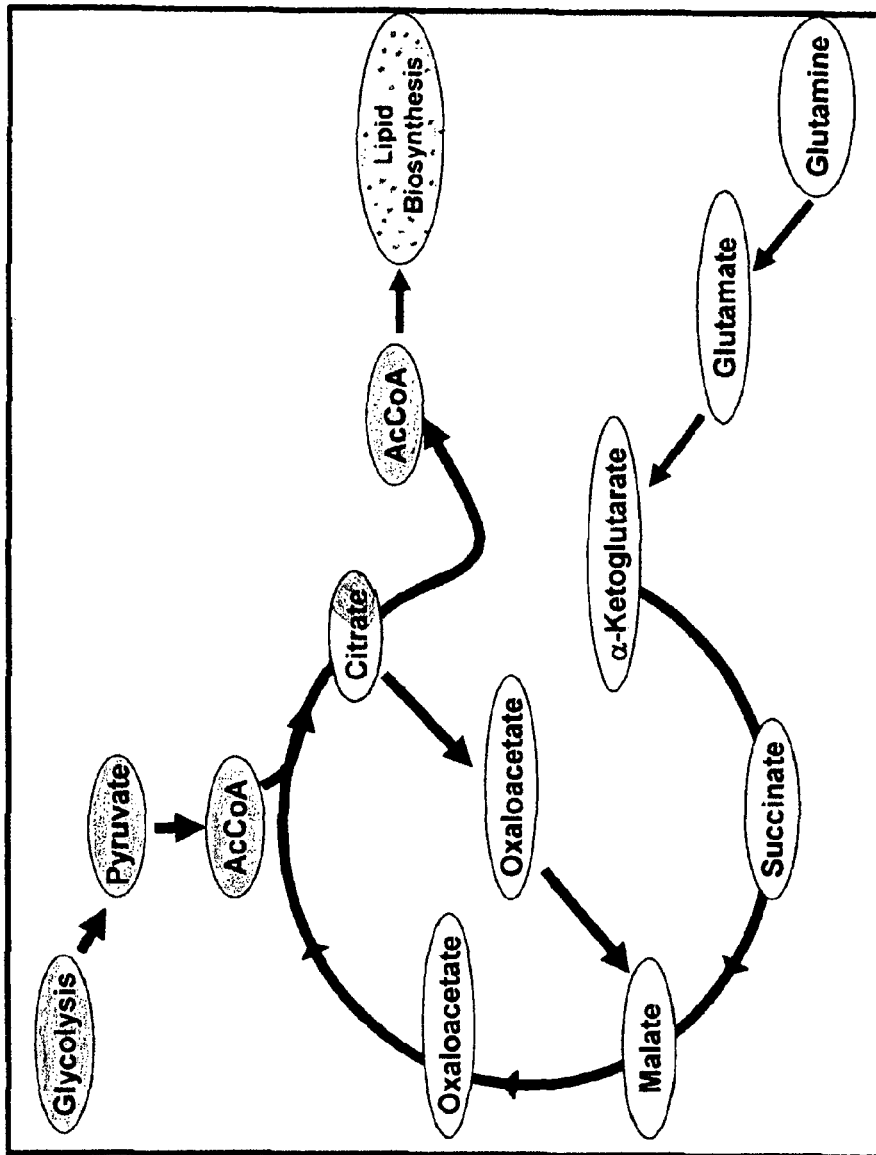 Glycolysis
Pyruvate
AcCoA
Citrate
AcCoA
Lipid
Biosynthesis
Oxaloacetate
Oxaloacetate
Malate
Succinate
α-Ketoglutarate
Glutamate
Glutamine